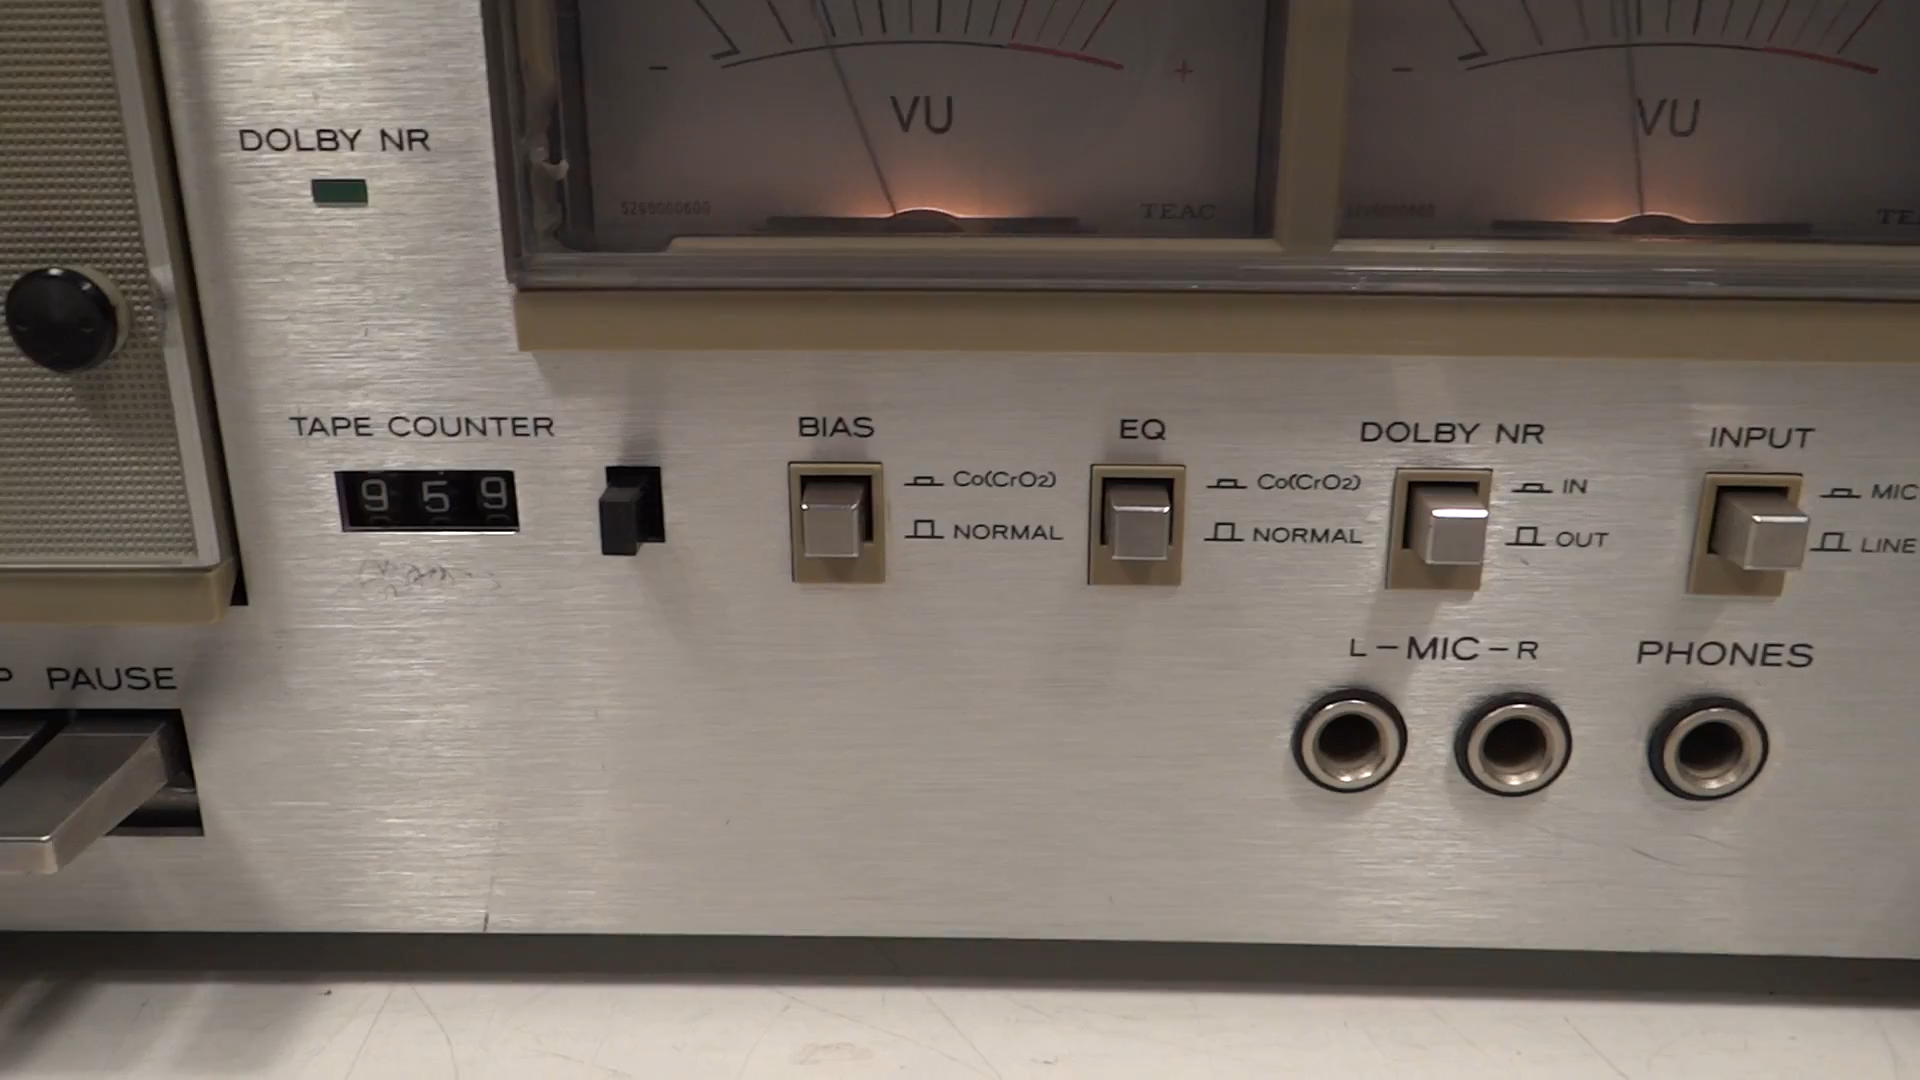 - VU +
5269000600 TEAC
- VU
DOLBY NR
TAPE COUNTER
959
BIAS
Co(CrO2)
NORMAL
EQ
Co(CrO2)
NORMAL
DOLBY NR
IN
OUT
INPUT
MIC
LINE
PAUSE
L-MIC-R
PHONES